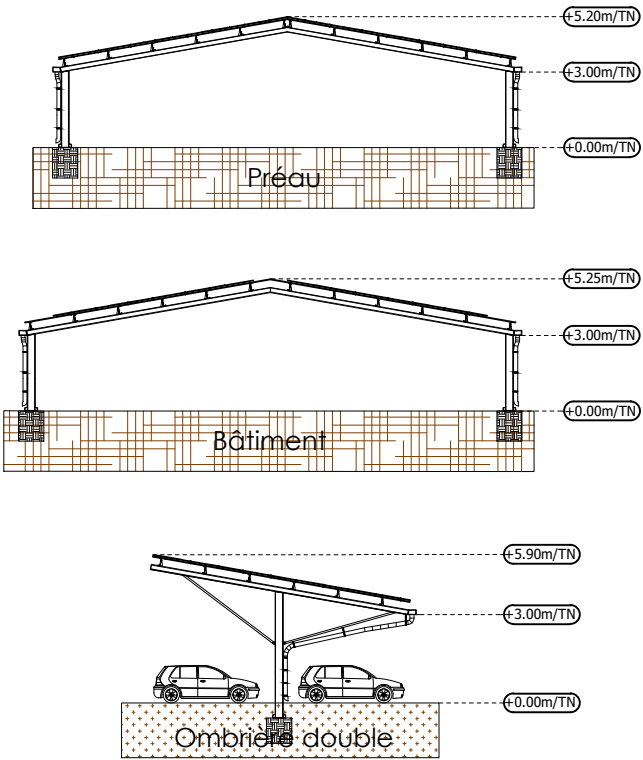 +5.20m/TN
+3.00m/TN
+0.00m/TN
Préau
+5.25m/TN
+3.00m/TN
+0.00m/TN
Bâtiment
+5.90m/TN
+3.00m/TN
+0.00m/TN
Ombrière double